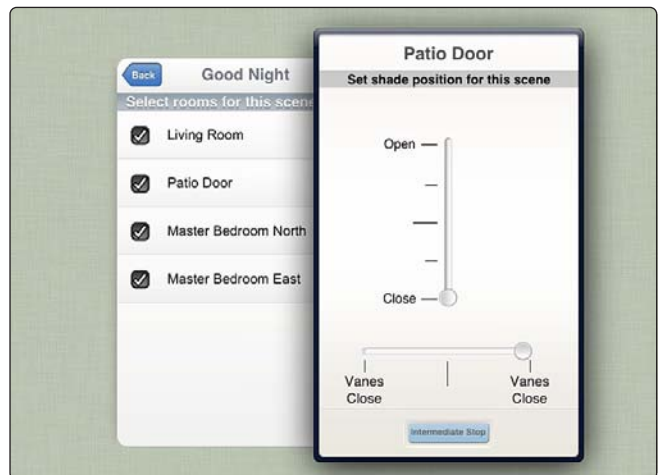 Back
Good Night
Select rooms for this scene
Living Room
Patio Door
Master Bedroom North
Master Bedroom East
Patio Door
Set shade position for this scene
Open
Close
Vanes
Close
Vanes
Close
Intermediate Stop